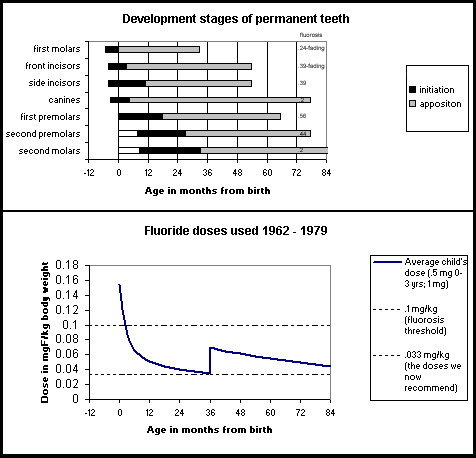 Development stages of permanent teeth
fluorosis
first molars
.24-fading
front incisors
.39-fading
side incisors
.39
canines
.2
first premolars
.56
second premolars
.44
second molars
.2
-12 0 12 24 36 48 60 72 84
Age in months from birth
initiation
appositon
Fluoride doses used 1962 - 1979
Dose in mgF/kg body weight
0.18
0.16
0.14
0.12
0.1
0.08
0.06
0.04
0.02
0
-12 0 12 24 36 48 60 72 84
Age in months from birth
Average child's
dose (.5 mg 0-
3 yrs; 1mg)
.1mg/kg
(fluorosis
threshold)
.033 mg/kg
(the doses we
now
recommend)